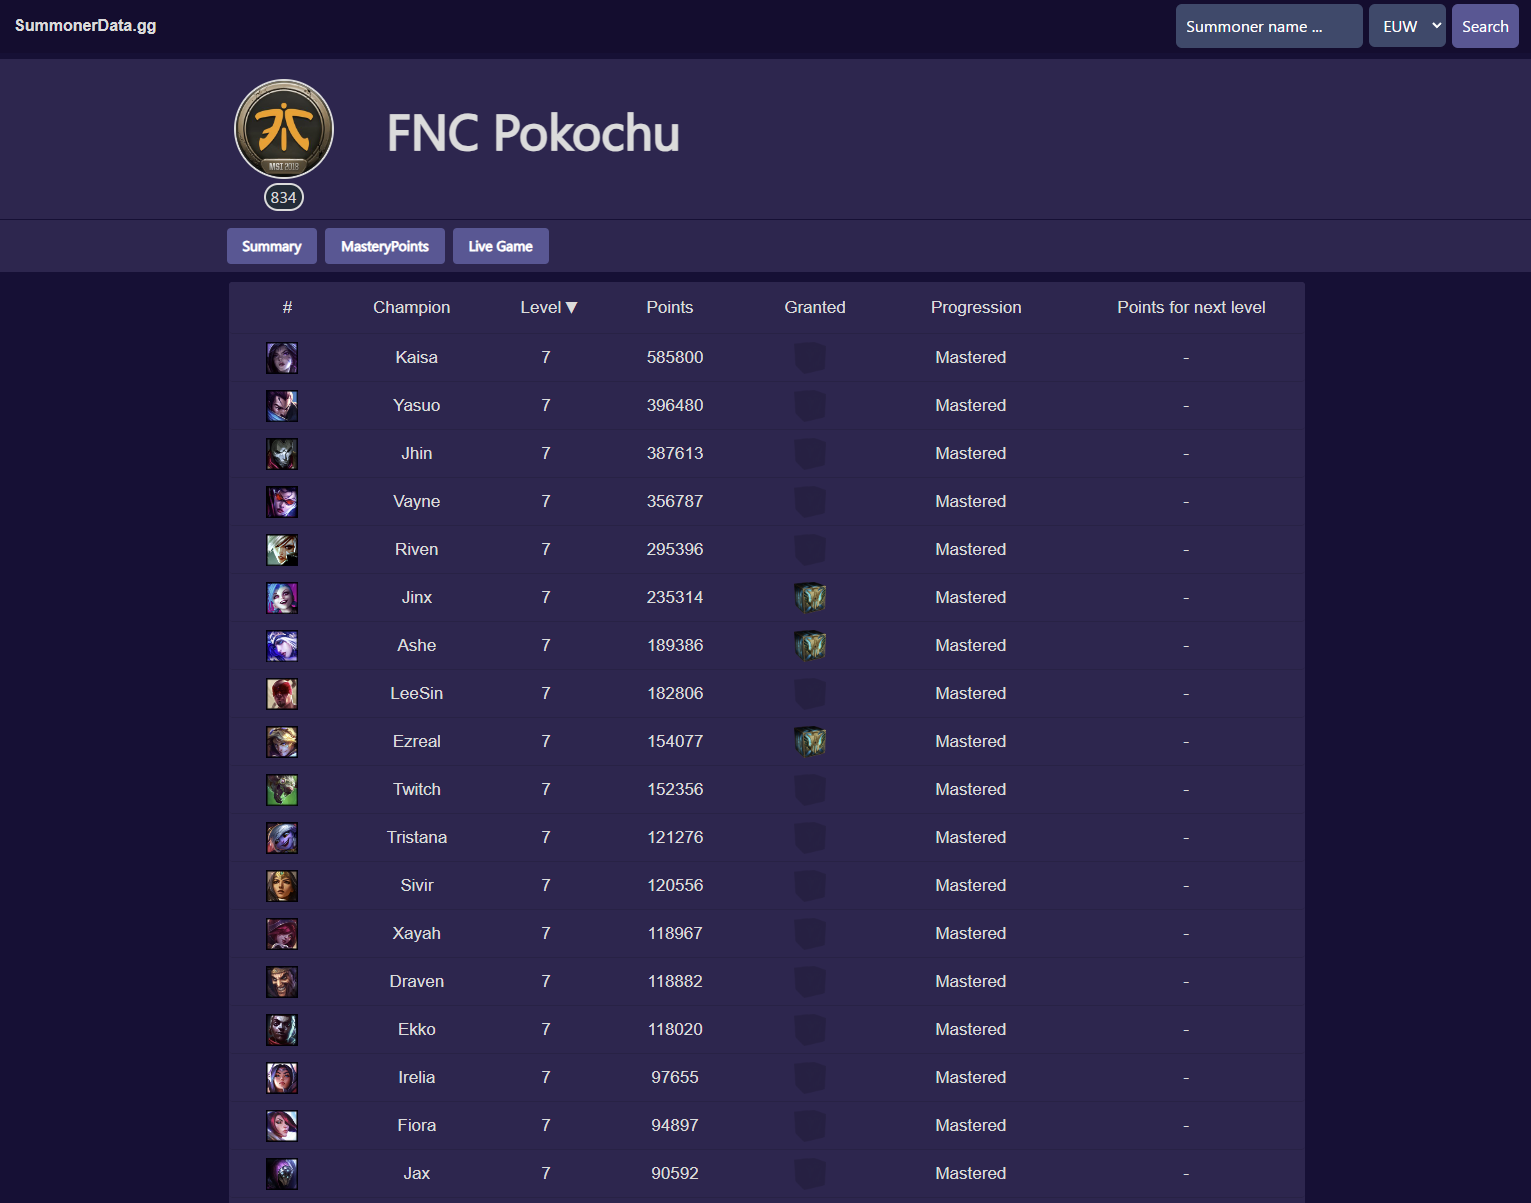 SummonerData.gg
Summoner name ... EUW Search
FNC Pokochu
MSI 2018
834
Summary MasteryPoints Live Game
# Champion Level▼ Points Granted Progression Points for next level
Kaisa 7 585800 Mastered -
Yasuo 7 396480 Mastered -
Jhin 7 387613 Mastered -
Vayne 7 356787 Mastered -
Riven 7 295396 Mastered -
Jinx 7 235314 Mastered -
Ashe 7 189386 Mastered -
LeeSin 7 182806 Mastered -
Ezreal 7 154077 Mastered -
Twitch 7 152356 Mastered -
Tristana 7 121276 Mastered -
Sivir 7 120556 Mastered -
Xayah 7 118967 Mastered -
Draven 7 118882 Mastered -
Ekko 7 118020 Mastered -
Irelia 7 97655 Mastered -
Fiora 7 94897 Mastered -
Jax 7 90592 Mastered -